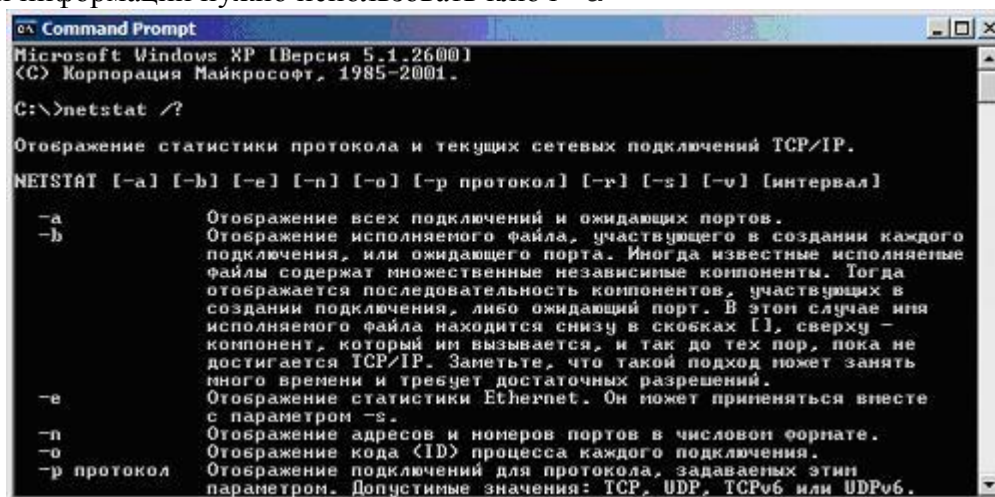 информации нужно использовать ключ -a
Command Prompt
Microsoft Windows XP [Версия 5.1.2600]
(C) Корпорация Майкрософт, 1985-2001.
C:\>netstat /?
Отображение статистики протокола и текущих сетевых подключений TCP/IP.
NETSTAT [-a] [-b] [-e] [-n] [-o] [-p протокол] [-r] [-s] [-v] [интервал]
-a Отображение всех подключений и ожидающих портов.
-b Отображение исполняемого файла, участвующего в создании каждого
подключения, или ожидающего порта. Иногда известные исполняемые
файлы содержат множественные независимые компоненты. Тогда
отображается последовательность компонентов, участвующих в
создании подключения, либо ожидающий порт. В этом случае имя
исполняемого файла находится снизу в скобках [], сверху -
компонент, который им вызывается, и так до тех пор, пока не
достигается TCP/IP. Заметьте, что такой подход может занять
много времени и требует достаточных разрешений.
-e Отображение статистики Ethernet. Он может применяться вместе
с параметром -s.
-n Отображение адресов и номеров портов в числовом формате.
-o Отображение кода (ID) процесса каждого подключения.
-p протокол Отображение подключений для протокола, задаваемых этим
параметром. Допустимые значения: TCP, UDP, TCPv6 или UDPv6.